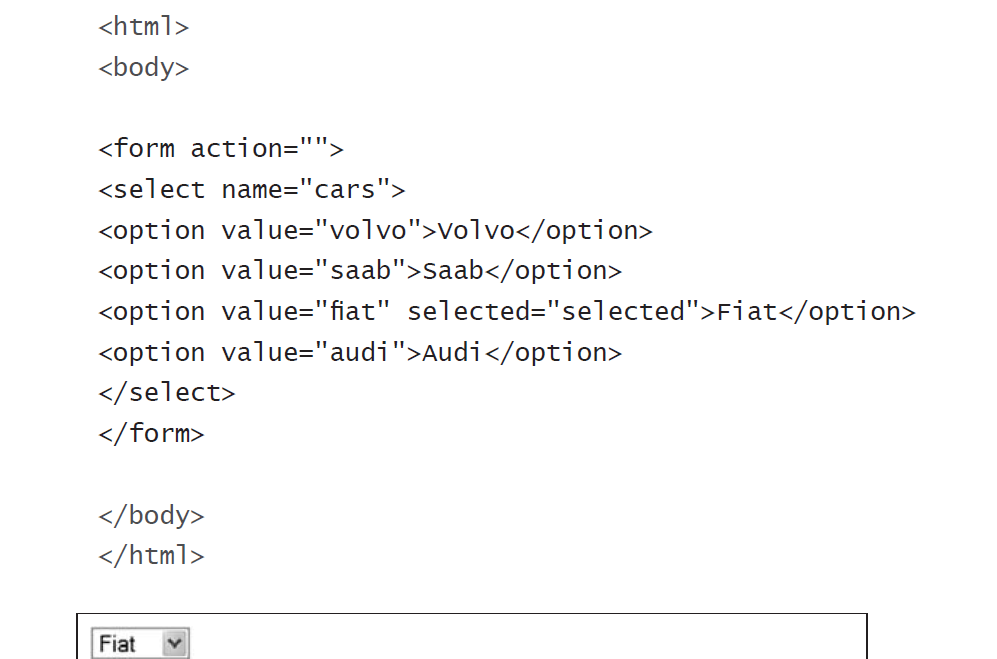 <html>
<body>
<form action="">
<select name="cars">
<option value="volvo">Volvo</option>
<option value="saab">Saab</option>
<option value="fiat" selected="selected">Fiat</option>
<option value="audi">Audi</option>
</select>
</form>
</body>
</html>
Fiat